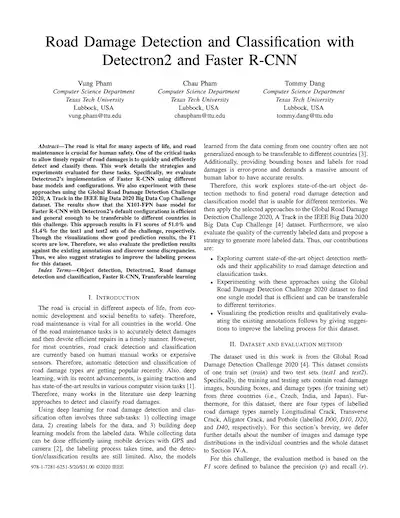 Road Damage Detection and Classification with
Detectron2 and Faster R-CNN
Vung Pham
Computer Science Department
Texas Tech University
Lubbock, USA
vung.pham@ttu.edu
Chau Pham
Computer Science Department
Texas Tech University
Lubbock, USA
chaupham@ttu.edu
Tommy Dang
Computer Science Department
Texas Tech University
Lubbock, USA
tommy.dang@ttu.edu
Abstract—The road is vital for many aspects of life, and road
maintenance is crucial for human safety. One of the critical tasks
to allow timely repair of road damages is to quickly and efficiently
detect and classify them. This work details the strategies and
experiments evaluated for these tasks. Specifically, we evaluate
Detectron2's implementation of Faster R-CNN using different
base models and configurations. We also experiment with these
approaches using the Global Road Damage Detection Challenge
2020, A Track in the IEEE Big Data 2020 Big Data Cup Challenge
dataset. The results show that the X101-FPN base model for
Faster R-CNN with Detectron2's default configurations is efficient
and general enough to be transferable to different countries in
this challenge. This approach results in F1 scores of 51.0% and
51.4% for the test1 and test2 sets of the challenge, respectively.
Though the visualizations show good prediction results, the F1
scores are low. Therefore, we also evaluate the prediction results
against the existing annotations and discover some discrepancies.
Thus, we also suggest strategies to improve the labeling process
for this dataset.
Index Terms—Object detection, Detectron2, Road damage
detection and classification, Faster R-CNN, Transferable learning
I. INTRODUCTION
The road is crucial in different aspects of life, from eco-
nomic development and social benefits to safety. Therefore,
road maintenance is vital for all countries in the world. One
of the road maintenance tasks is to accurately detect damages
and then devote efficient repairs in a timely manner. However,
for most countries, road crack detection and classification
are currently based on human manual works or expensive
sensors. Therefore, automatic detection and classification of
road damage types are getting popular recently. Also, deep
learning, with its recent advancements, is gaining traction and
has state-of-the-art results in various computer vision tasks [1].
Therefore, many works in the literature use deep learning
approaches to detect and classify road damages.
Using deep learning for road damage detection and clas-
sification often involves three sub-tasks: 1) collecting image
data, 2) creating labels for the data, and 3) building deep
learning models from the labeled data. While collecting data
can be done efficiently using mobile devices with GPS and
camera [2], the labeling process takes time, and the detec-
tion/classification results are still limited. Also, the models
learned from the data coming from one country often are not
generalized enough to be transferable to different countries [3].
Additionally, providing bounding boxes and labels for road
damages is error-prone and demands a massive amount of
human labor to have accurate results.
Therefore, this work explores state-of-the-art object de-
tection methods to find general road damage detection and
classification model that is usable for different territories. We
then apply the selected approaches to the Global Road Damage
Detection Challenge 2020, A Track in the IEEE Big Data 2020
Big Data Cup Challenge [4] dataset. Furthermore, we also
evaluate the quality of the currently labeled data and propose a
strategy to generate more labeled data. Thus, our contributions
are:
• Exploring current state-of-the-art object detection meth-
ods and their applicability to road damage detection and
classification tasks.
• Experimenting with these approaches using the Global
Road Damage Detection Challenge 2020 dataset to find
one single model that is efficient and can be transferable
to different territories.
• Visualizing the prediction results and qualitatively evalu-
ating the existing annotations follows by giving sugges-
tions to improving the labeling process for this dataset.
II. DATASET AND EVALUATION METHOD
The dataset used in this work is from the Global Road
Damage Detection Challenge 2020 [4]. This dataset consists
of one train set (train) and two test sets (test1 and test2).
Specifically, the training and testing sets contain road damage
images, bounding boxes, and damage types (for training set)
from three countries (i.e., Czech, India, and Japan). Fur-
thermore, for this dataset, there are four types of labelled
road damage types namely Longitudinal Crack, Transverse
Crack, Aligator Crack, and Pothole (labelled D00, D10, D20,
and D40, respectively). For this section's brevity, we defer
further details about the number of images and damage type
distributions in the individual countries and the whole dataset
to Section IV-A.
For this challenge, the evaluation method is based on the
F1 score defined to balance the precision (p) and recall (r).
978-1-7281-6251-5/20/$31.00 ©2020 IEEE